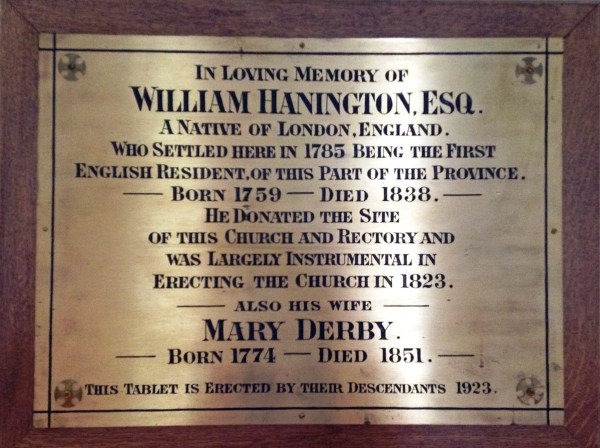 IN LOVING MEMORY OF
WILLIAM HANINGTON, ESQ.
A NATIVE OF LONDON, ENGLAND.
WHO SETTLED HERE IN 1785 BEING THE FIRST
ENGLISH RESIDENT, OF THIS PART OF THE PROVINCE.
— BORN 1759 — DIED 1838. —
HE DONATED THE SITE
OF THIS CHURCH AND RECTORY AND
WAS LARGELY INSTRUMENTAL IN
ERECTING THE CHURCH IN 1823.
— ALSO HIS WIFE —
MARY DERBY.
— BORN 1774 — DIED 1851. —
THIS TABLET IS ERECTED BY THEIR DESCENDANTS 1923.